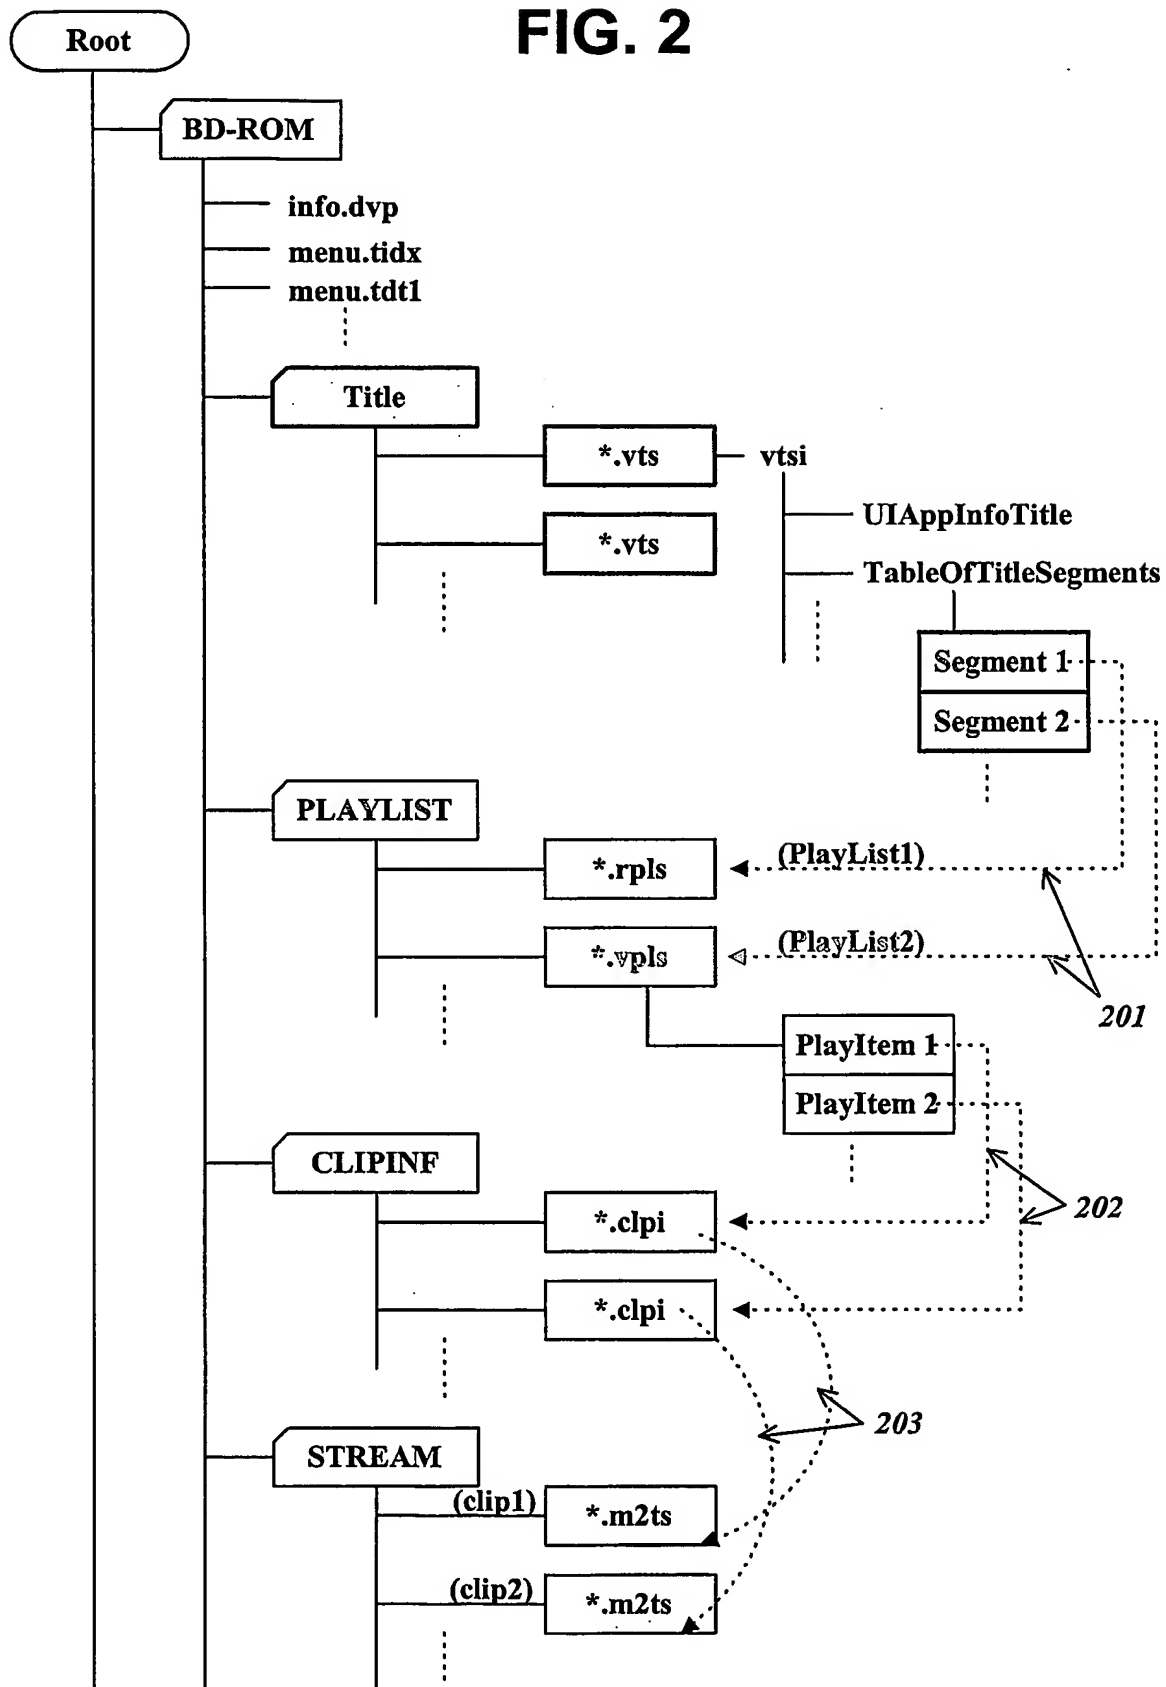 FIG. 2
Root
BD-ROM
info.dvp
menu.tidx
menu.tdt1
Title
*.vts
vtsi
UIAppInfoTitle
*.vts
TableOfTitleSegments
Segment 1
Segment 2
PLAYLIST
*.rpls
(PlayList1)
*.vpls
(PlayList2)
201
PlayItem 1
PlayItem 2
CLIPINF
*.clpi
202
*.clpi
203
STREAM
(clip1)
*.m2ts
(clip2)
*.m2ts